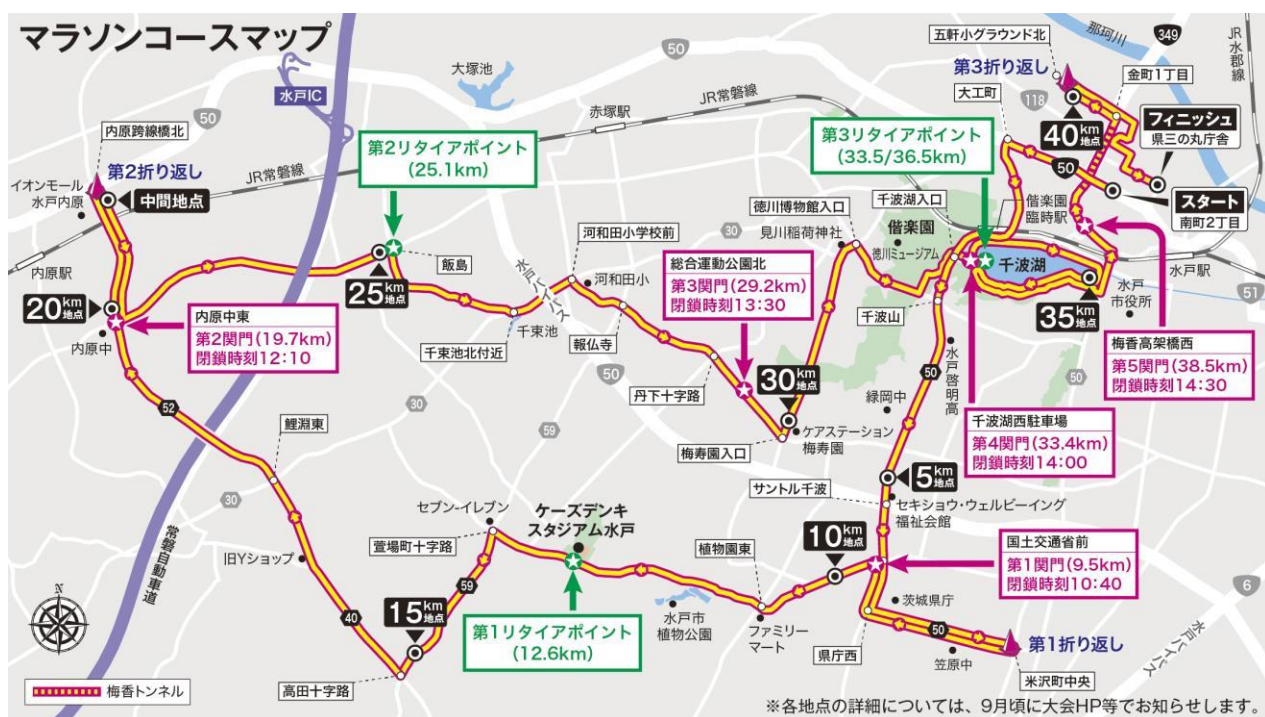 マラソンコースマップ
50
大塚池
水戸IC
赤塚駅
JR常磐線
五軒小グラウンド北
那珂川
349
JR水郡線
第3折り返し
金町1丁目
大工町
118
フィニッシュ
県三の丸庁舎
40km地点
50
スタート
南町2丁目
内原跨線橋北
50
第2折り返し
イオンモール
水戸内原
中間地点
JR常磐線
第2リタイアポイント
(25.1km)
第3リタイアポイント
(33.5/36.5km)
徳川博物館入口
千波湖入口
偕楽園
臨時駅
見川稲荷神社
偕楽園
徳川ミュージアム
千波湖
水戸駅
水戸
市役所
51
内原駅
飯島
25km地点
河和田小学校前
30
30
水戸バイパス
河和田小
総合運動公園北
第3関門(29.2km)
閉鎖時刻13:30
千波山
35km地点
梅香高架橋西
第5関門(38.5km)
閉鎖時刻14:30
20km地点
内原中
内原中東
第2関門(19.7km)
閉鎖時刻12:10
千束池
千束池北付近
報仏寺
50
丹下十字路
30km地点
ケアステーション
梅寿園
梅寿園入口
50
水戸啓明高
緑岡中
50
千波湖西駐車場
第4関門(33.4km)
閉鎖時刻14:00
52
鯉淵東
30
59
サントル千波
5km地点
セキショウ・ウェルビーイング
福祉会館
30
常磐自動車道
旧Yショップ
セブン-イレブン
萱場町十字路
ケーズデンキ
スタジアム水戸
植物園東
10km地点
国土交通省前
第1関門(9.5km)
閉鎖時刻10:40
6
N
40
59
15km地点
第1リタイアポイント
(12.6km)
水戸市
植物公園
ファミリー
マート
茨城県庁
50
県庁西
笠原中
第1折り返し
米沢町中央
水戸バイパス
高田十字路
梅香トンネル
※各地点の詳細については、9月頃に大会HP等でお知らせします。